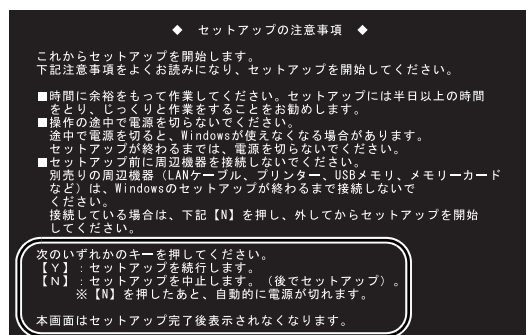 ◆ セットアップの注意事項 ◆
これからセットアップを開始します。
下記注意事項をよくお読みになり、セットアップを開始してください。
■時間に余裕をもって作業してください。セットアップには半日以上の時間
をとり、じっくりと作業をすることをお勧めします。
■操作の途中で電源を切らないでください。
途中で電源を切ると、Windowsが使えなくなる場合があります。
セットアップが終わるまでは、電源を切らないでください。
■セットアップ前に周辺機器を接続しないでください。
別売りの周辺機器（LANケーブル、プリンター、USBメモリ、メモリーカード
など）は、Windowsのセットアップが終わるまで接続しないで
ください。
接続している場合は、下記【N】を押し、外してからセットアップを開始
してください。
次のいずれかのキーを押してください。
【Y】：セットアップを続行します。
【N】：セットアップを中止します。（後でセットアップ）。
※【N】を押したあと、自動的に電源が切れます。
本画面はセットアップ完了後表示されなくなります。